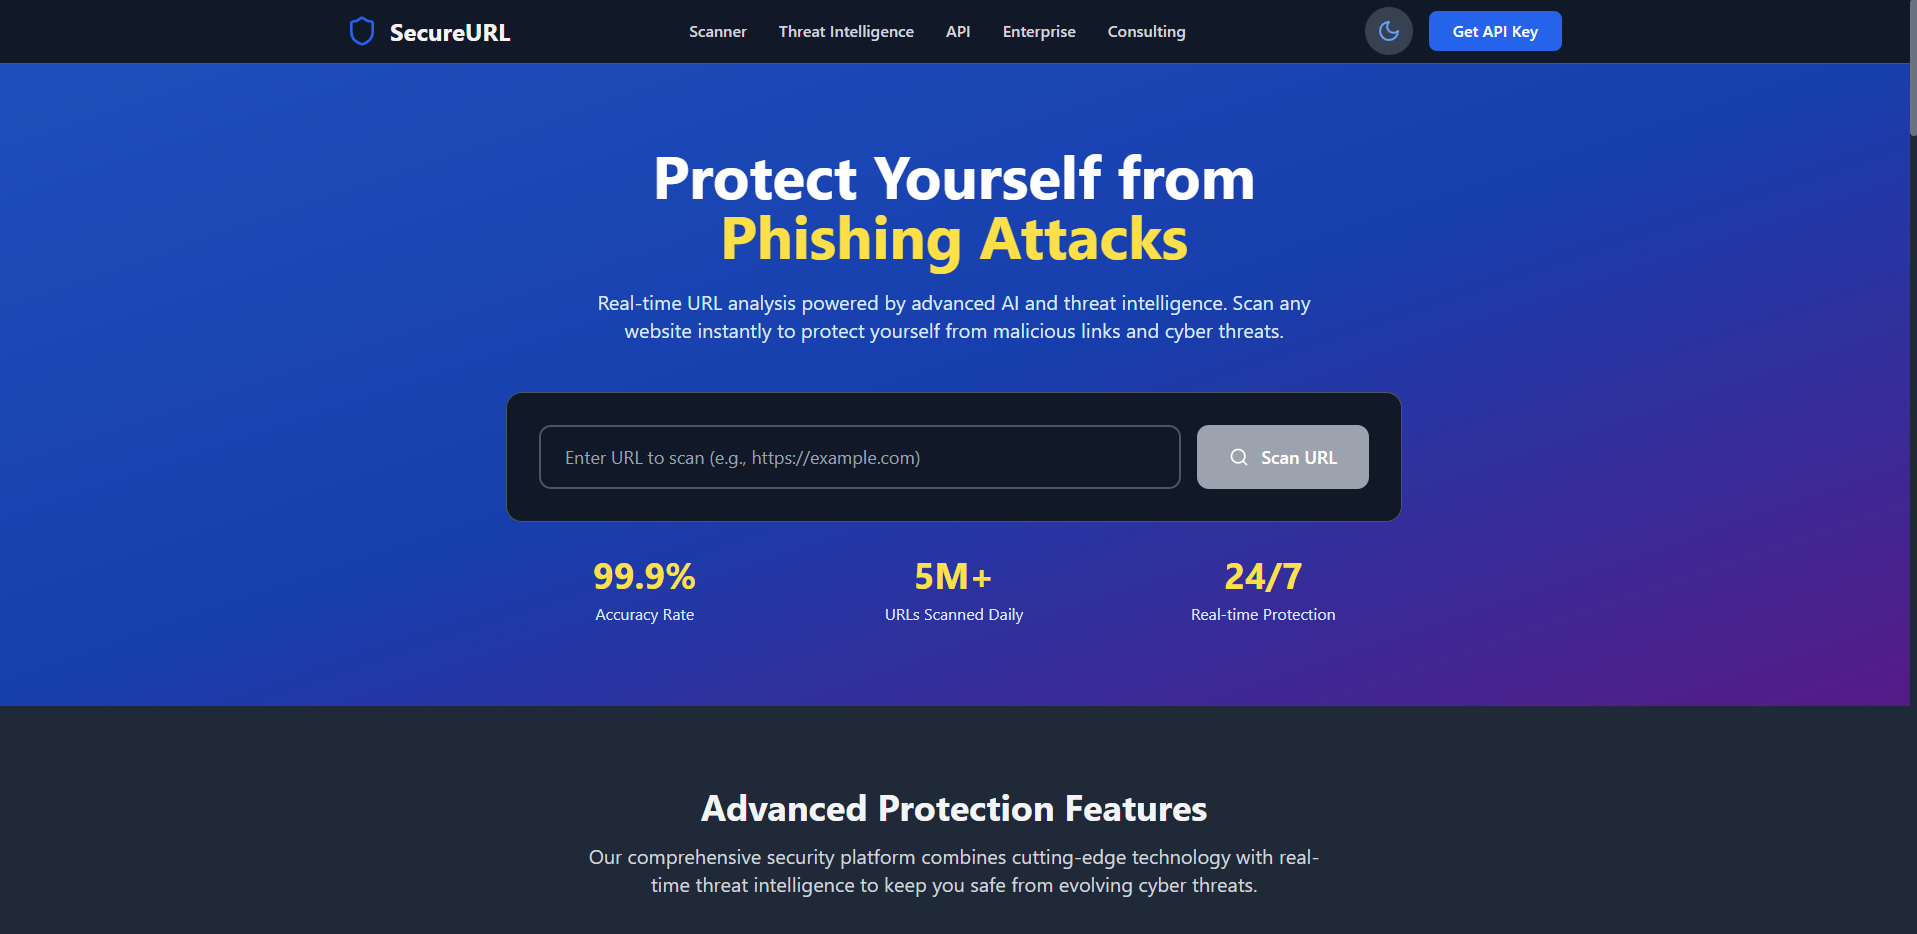 SecureURL
Scanner
Threat Intelligence
API
Enterprise
Consulting
Get API Key
Protect Yourself from
Phishing Attacks
Real-time URL analysis powered by advanced AI and threat intelligence. Scan any
website instantly to protect yourself from malicious links and cyber threats.
Enter URL to scan (e.g., https://example.com)
Scan URL
99.9%
Accuracy Rate
5M+
URLs Scanned Daily
24/7
Real-time Protection
Advanced Protection Features
Our comprehensive security platform combines cutting-edge technology with real-
time threat intelligence to keep you safe from evolving cyber threats.